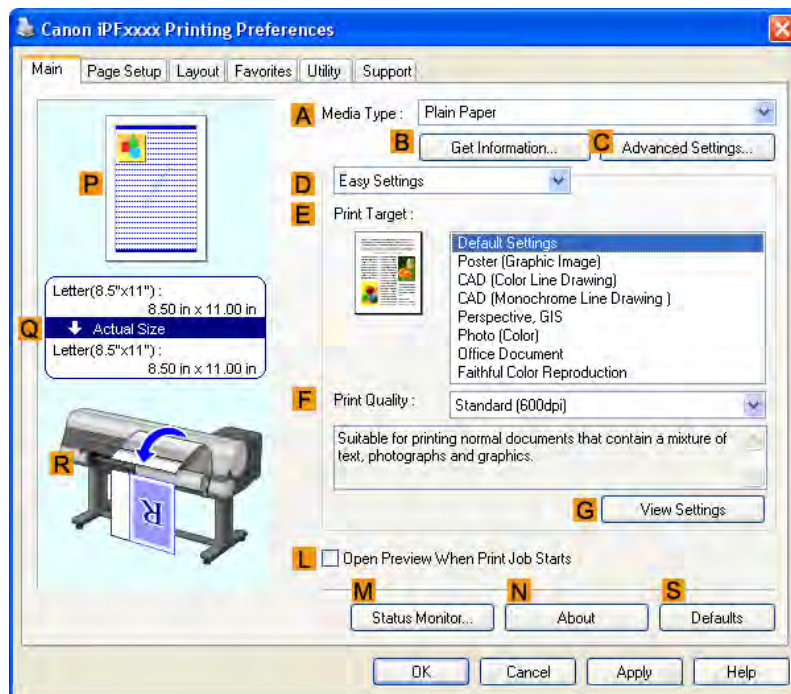 Canon iPFxxxx Printing Preferences
Main Page Setup Layout Favorites Utility Support
A Media Type : Plain Paper
B Get Information... C Advanced Settings...
P
D Easy Settings
E Print Target :
Default Settings
Poster (Graphic Image)
CAD (Color Line Drawing)
CAD (Monochrome Line Drawing )
Perspective, GIS
Photo (Color)
Office Document
Faithful Color Reproduction
Letter(8.5"x11") :
8.50 in x 11.00 in
Q Actual Size
Letter(8.5"x11") :
8.50 in x 11.00 in
F Print Quality : Standard (600dpi)
Suitable for printing normal documents that contain a mixture of
text, photographs and graphics.
R
R
G View Settings
L Open Preview When Print Job Starts
M N S
Status Monitor... About Defaults
OK Cancel Apply Help